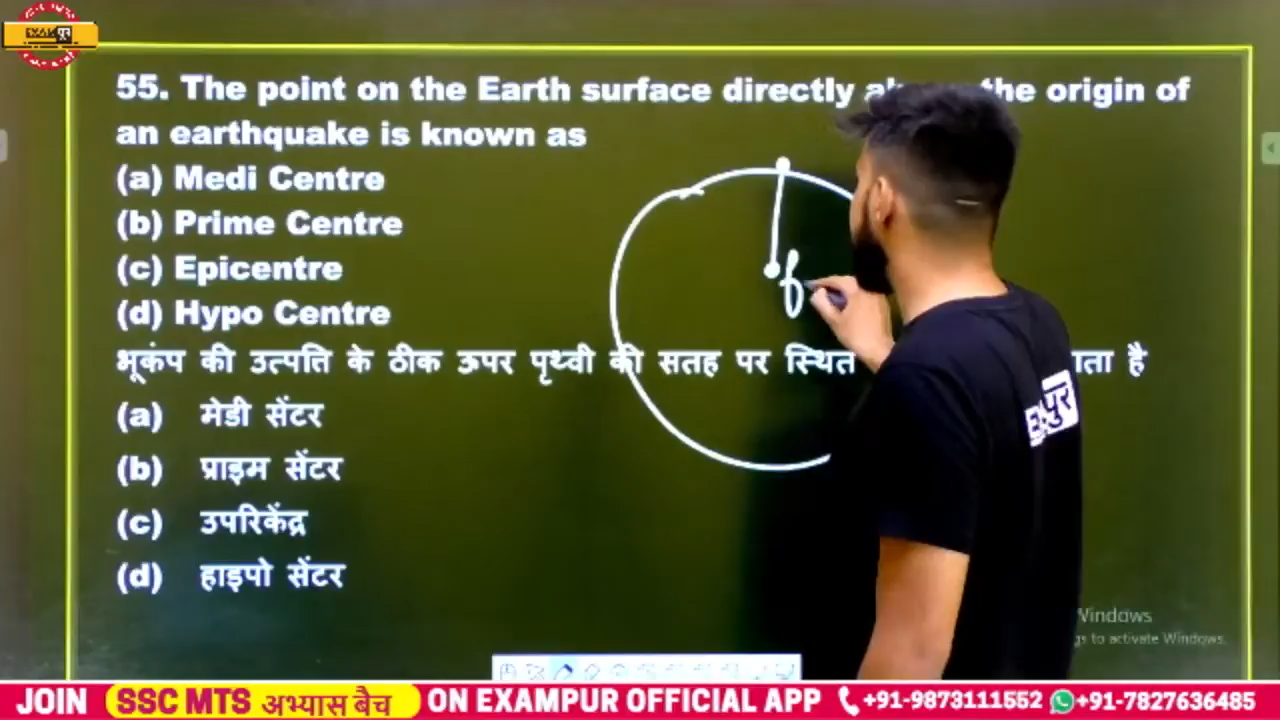 EXAMपुर
55. The point on the Earth surface directly the origin of
an earthquake is known as
(a) Medi Centre
(b) Prime Centre
(c) Epicentre
(d) Hypo Centre
f
भूकंप की उत्पति के ठीक ऊपर पृथ्वी की सतह पर स्थित है
(a) मेडी सेंटर
(b) प्राइम सेंटर
(c) उपरिकेंद्र
(d) हाइपो सेंटर
पुर
Windows
gs to activate Windows.
JOIN SSC MTS अभ्यास बैच ON EXAMPUR OFFICIAL APP +91-9873111552 +91-7827636485